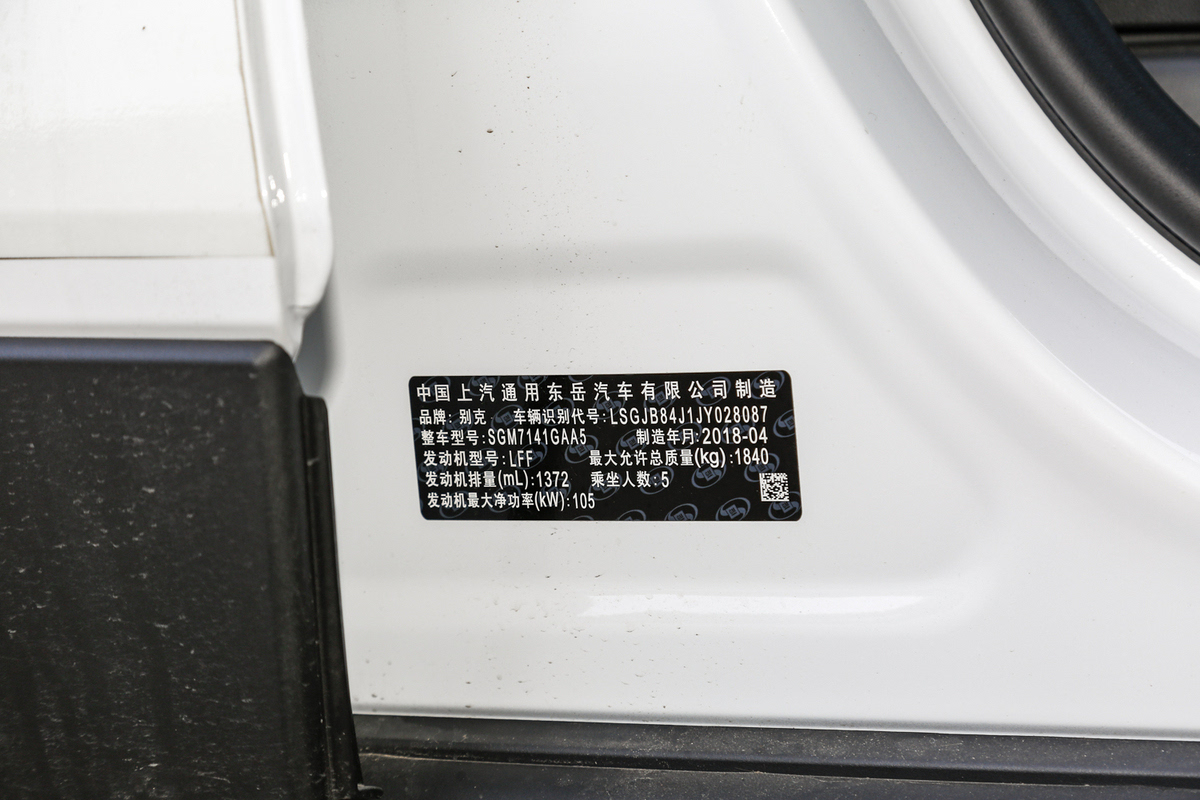 中国上汽通用东岳汽车有限公司制造
品牌: 别克 车辆识别代号:LSGJB84J1JY028087
整车型号:SGM7141GAA5 制造年月:2018-04
发动机型号:LFF 最大允许总质量(kg):1840
发动机排量(mL):1372 乘坐人数:5
发动机最大净功率(kW):105